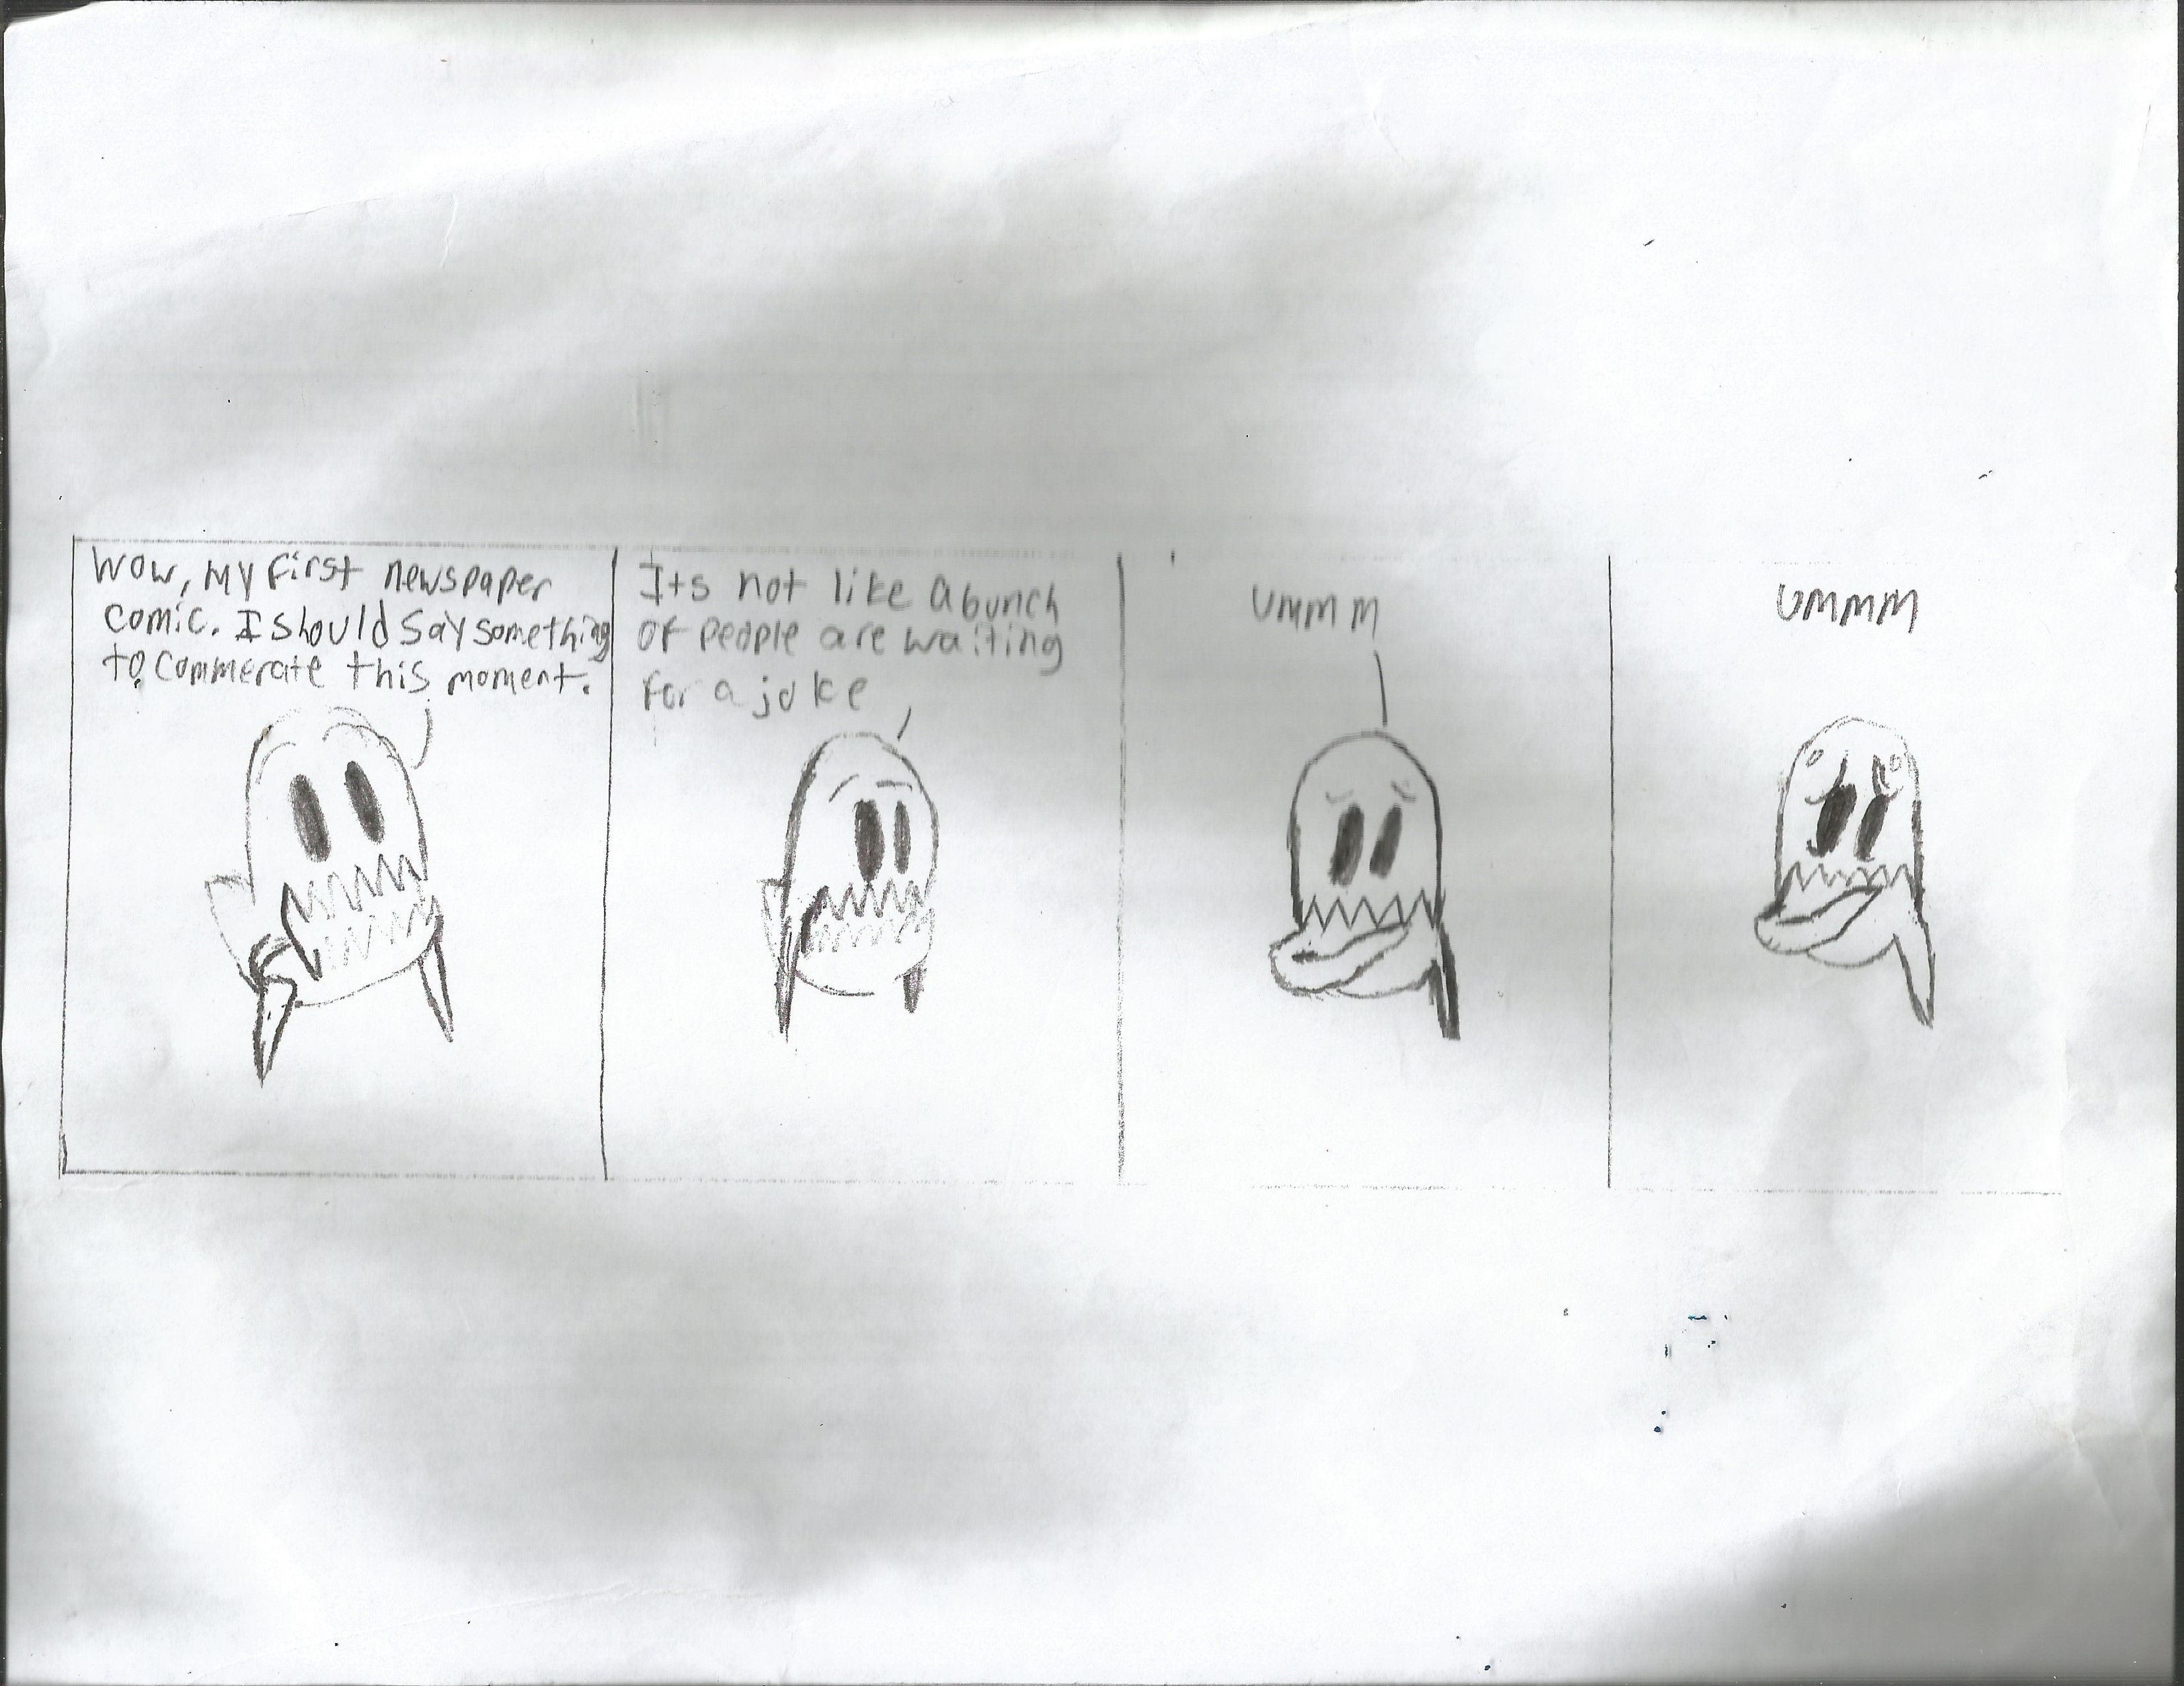 Wow, My first newspaper
comic. I should say something
to commerate this moment.
Its not like a bunch
of people are waiting
for a joke
Ummm
Ummm